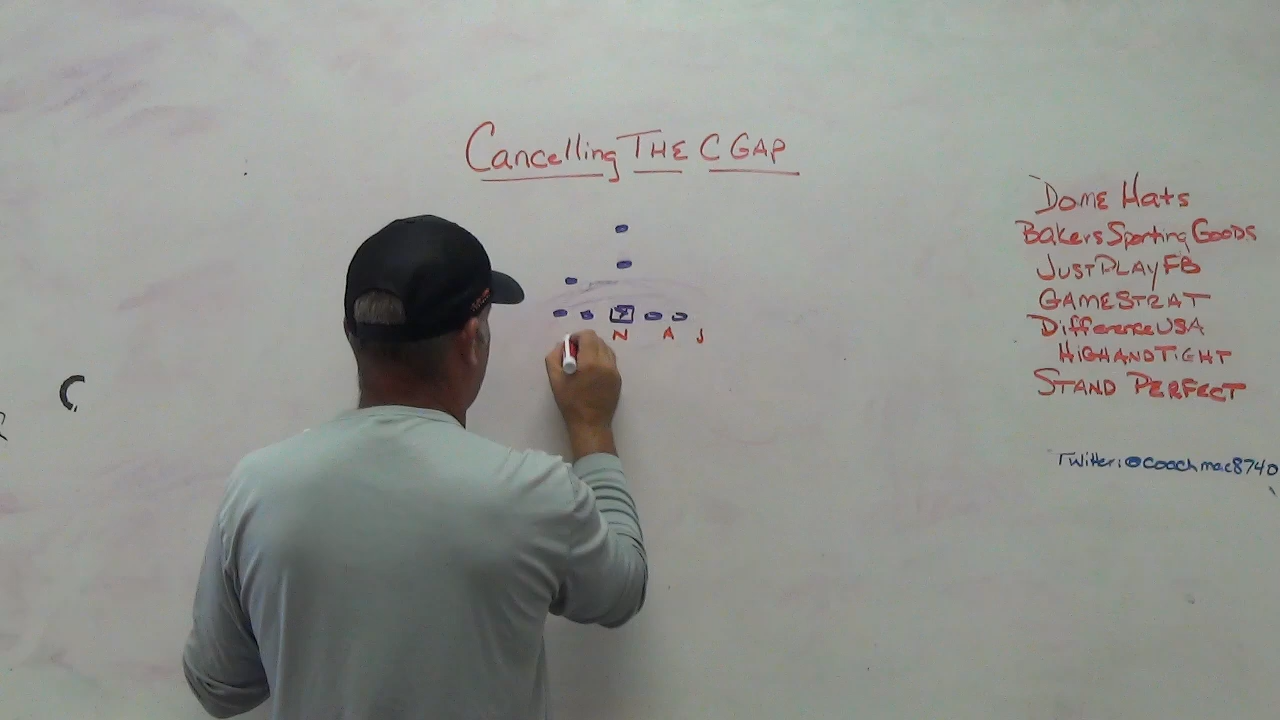 Cancelling THE C GAP
DOME Hats
Bakers Sporting Goods
JUSTPLAYFB
GAMESTRAT
DifferenceUSA
HIGHANDTIGHT
STAND PERFECT
N A J
C
Twitter:@coachmac8740